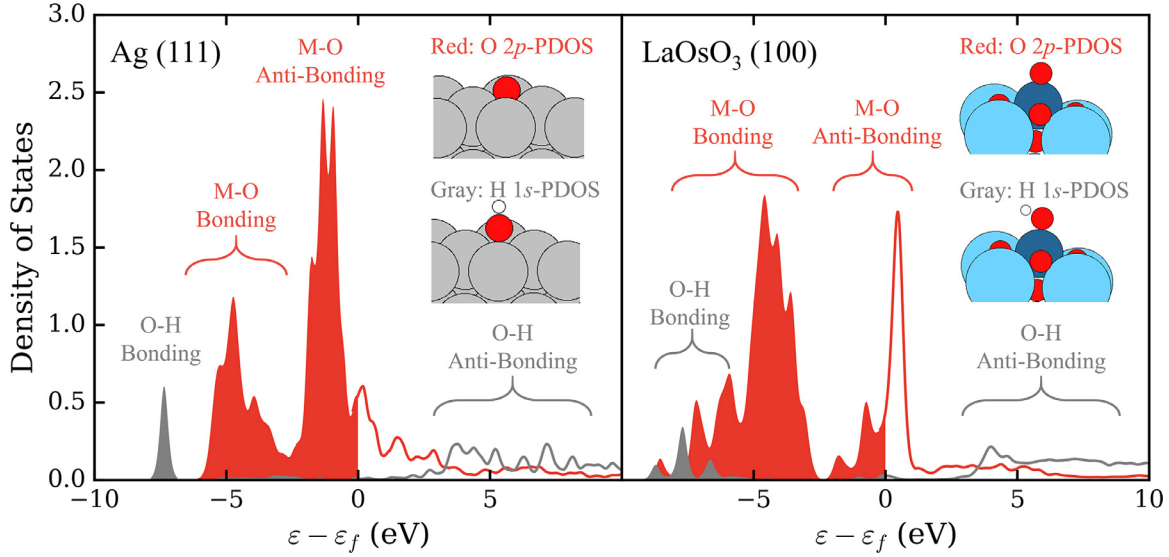 Ag (111)
M-O
Anti-Bonding
Red: O 2p-PDOS
M-O
Bonding
Gray: H 1s-PDOS
O-H
Bonding
O-H
Anti-Bonding
LaOsO₃ (100)
Red: O 2p-PDOS
M-O
Bonding
M-O
Anti-Bonding
Gray: H 1s-PDOS
O-H
Bonding
O-H
Anti-Bonding
Density of States
3.0
2.5
2.0
1.5
1.0
0.5
0.0
−10 −5 0 5
−5 0 5 10
ε − ε_f (eV)
ε − ε_f (eV)